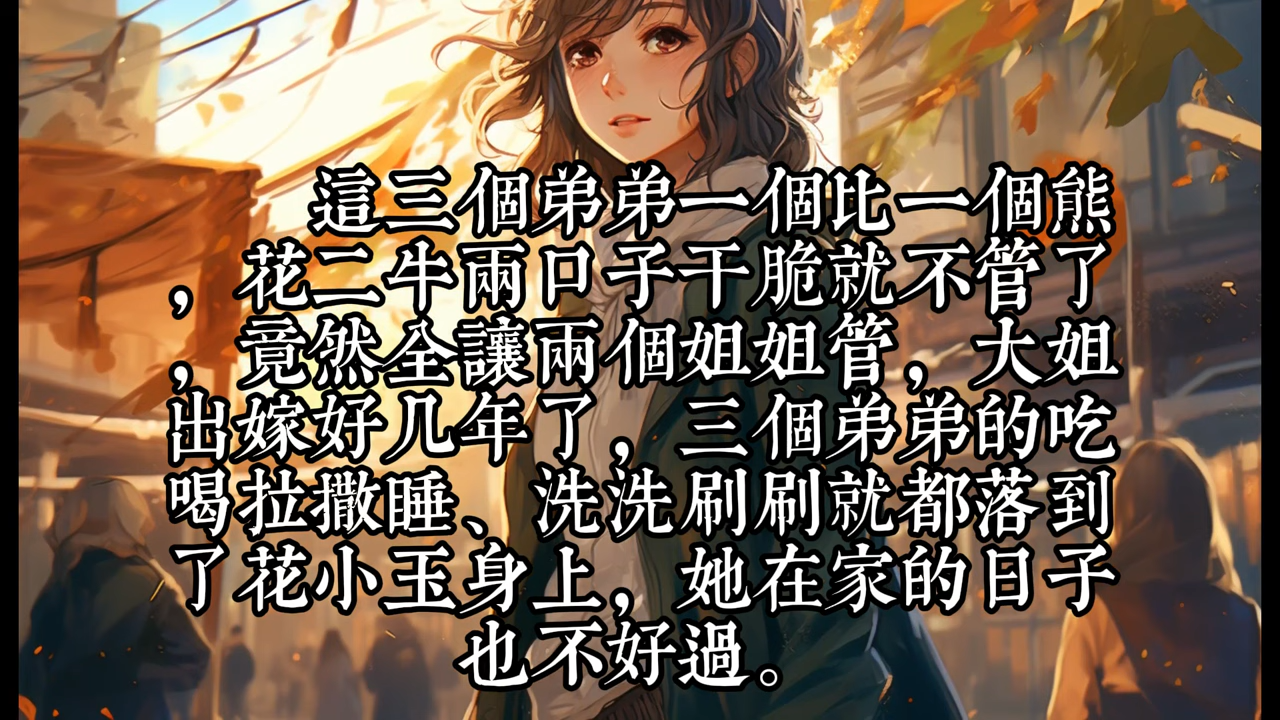 這三個弟弟一個比一個熊
，花二牛兩口子干脆就不管了
，竟然全讓兩個姐姐管，大姐
出嫁好几年了，三個弟弟的吃
喝拉撒睡、洗洗刷刷就都落到
了花小玉身上，她在家的日子
也不好過。